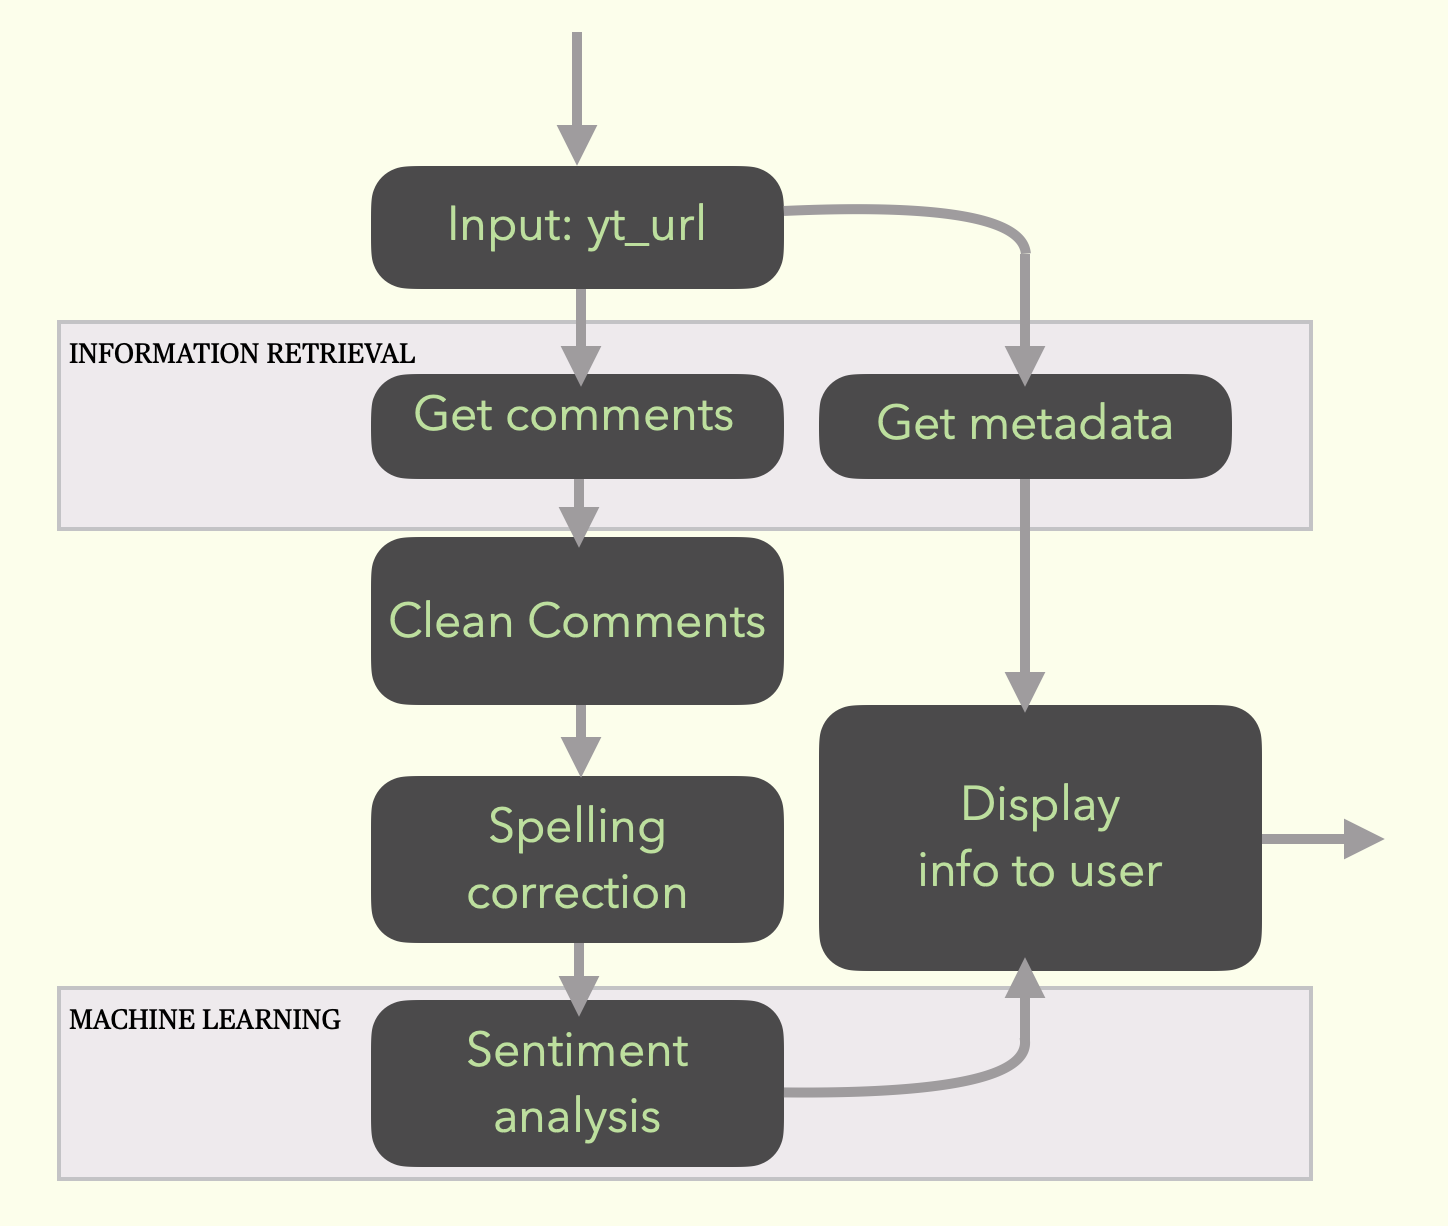 Input: yt_url
INFORMATION RETRIEVAL
Get comments
Get metadata
Clean Comments
Spelling
correction
Display
info to user
MACHINE LEARNING
Sentiment
analysis